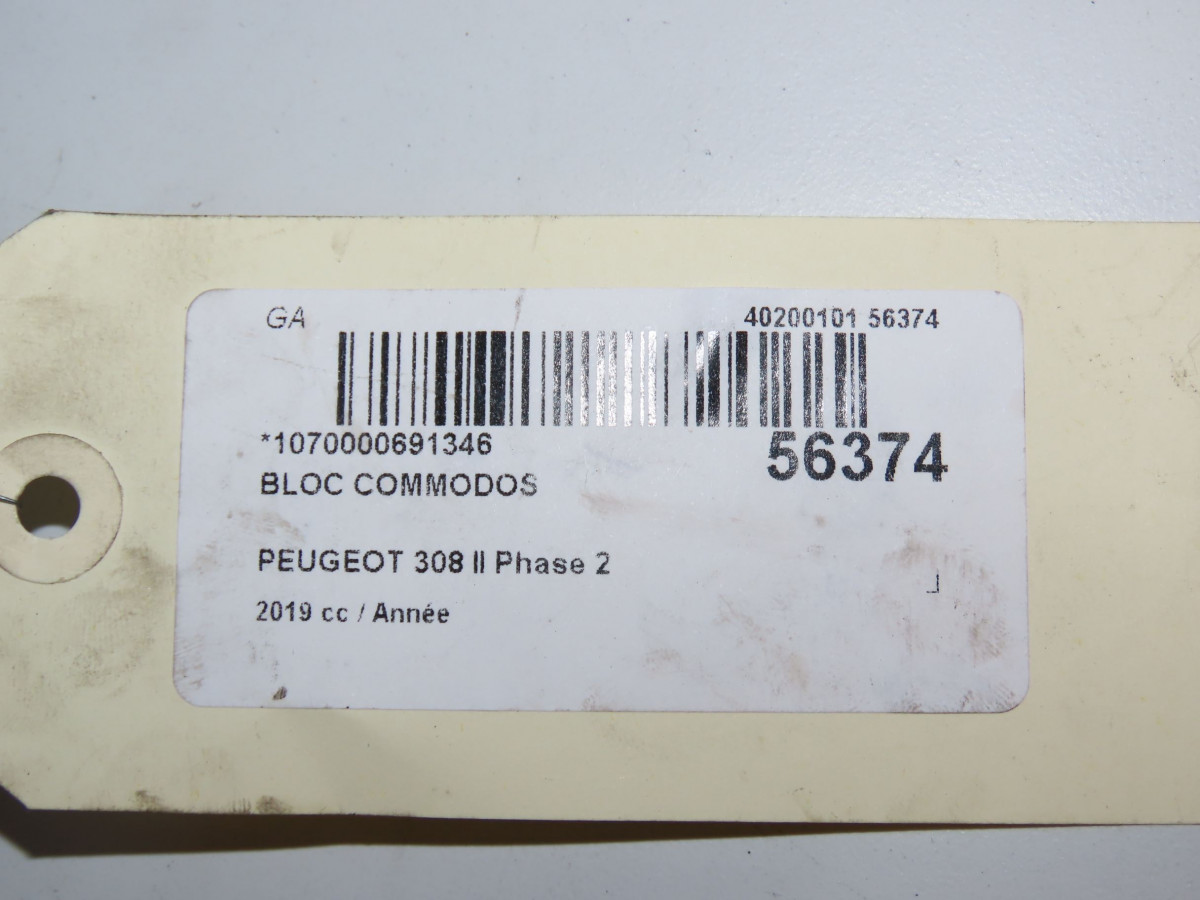 GA 40200101 56374
*1070000691346 56374
BLOC COMMODOS
PEUGEOT 308 II Phase 2
2019 cc / Année